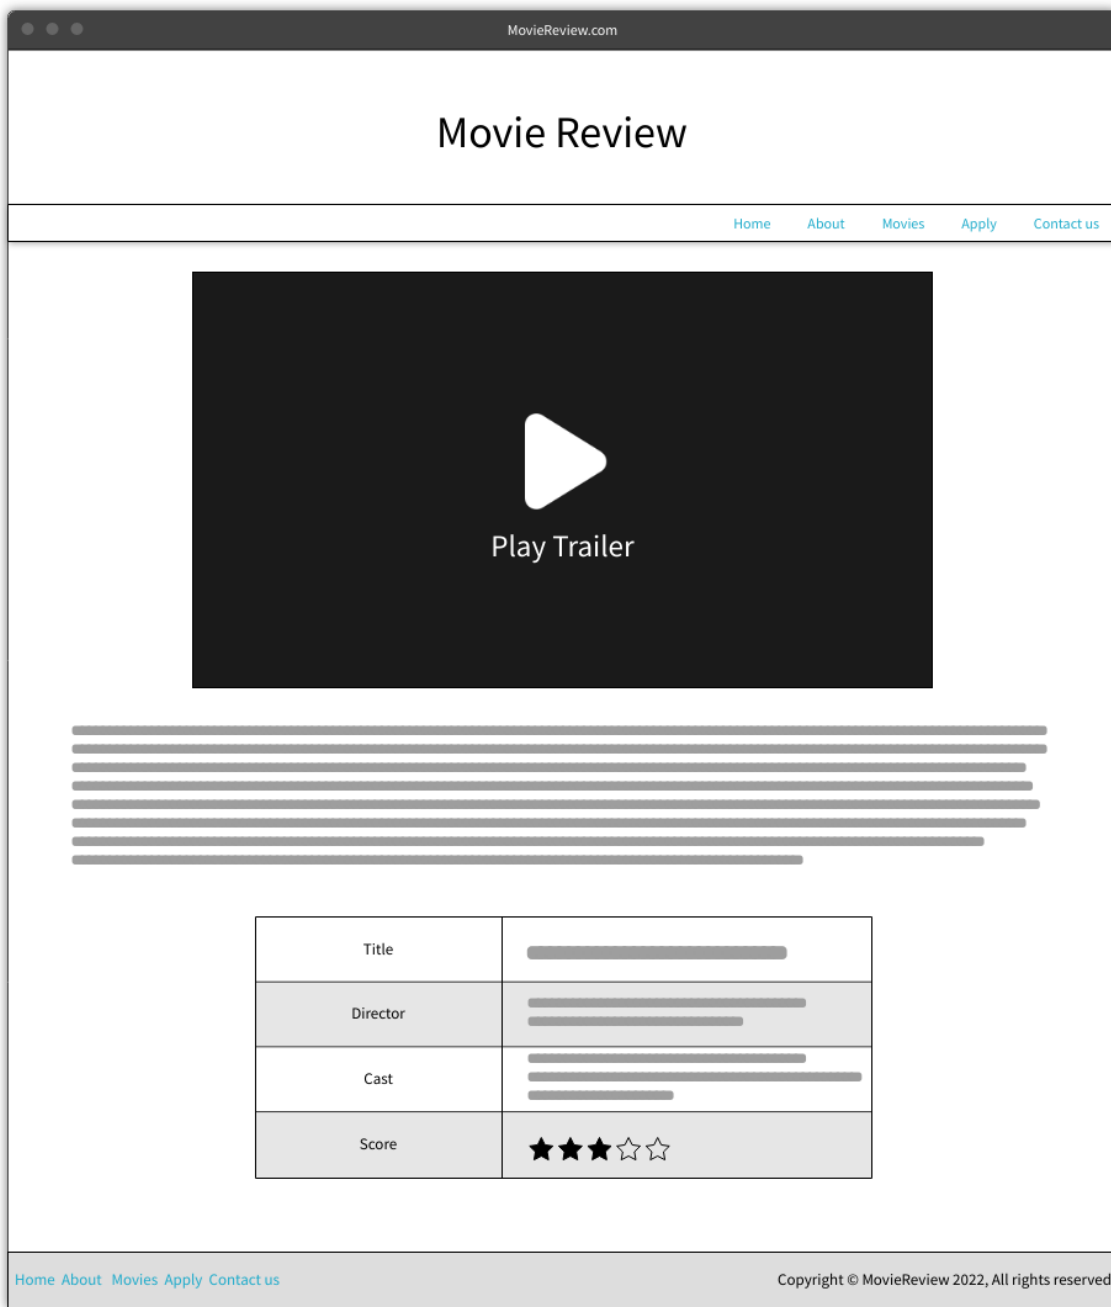 MovieReview.com
Movie Review
Home About Movies Apply Contact us
Play Trailer
Title
Director
Cast
Score
Home About Movies Apply Contact us
Copyright © MovieReview 2022, All rights reserved